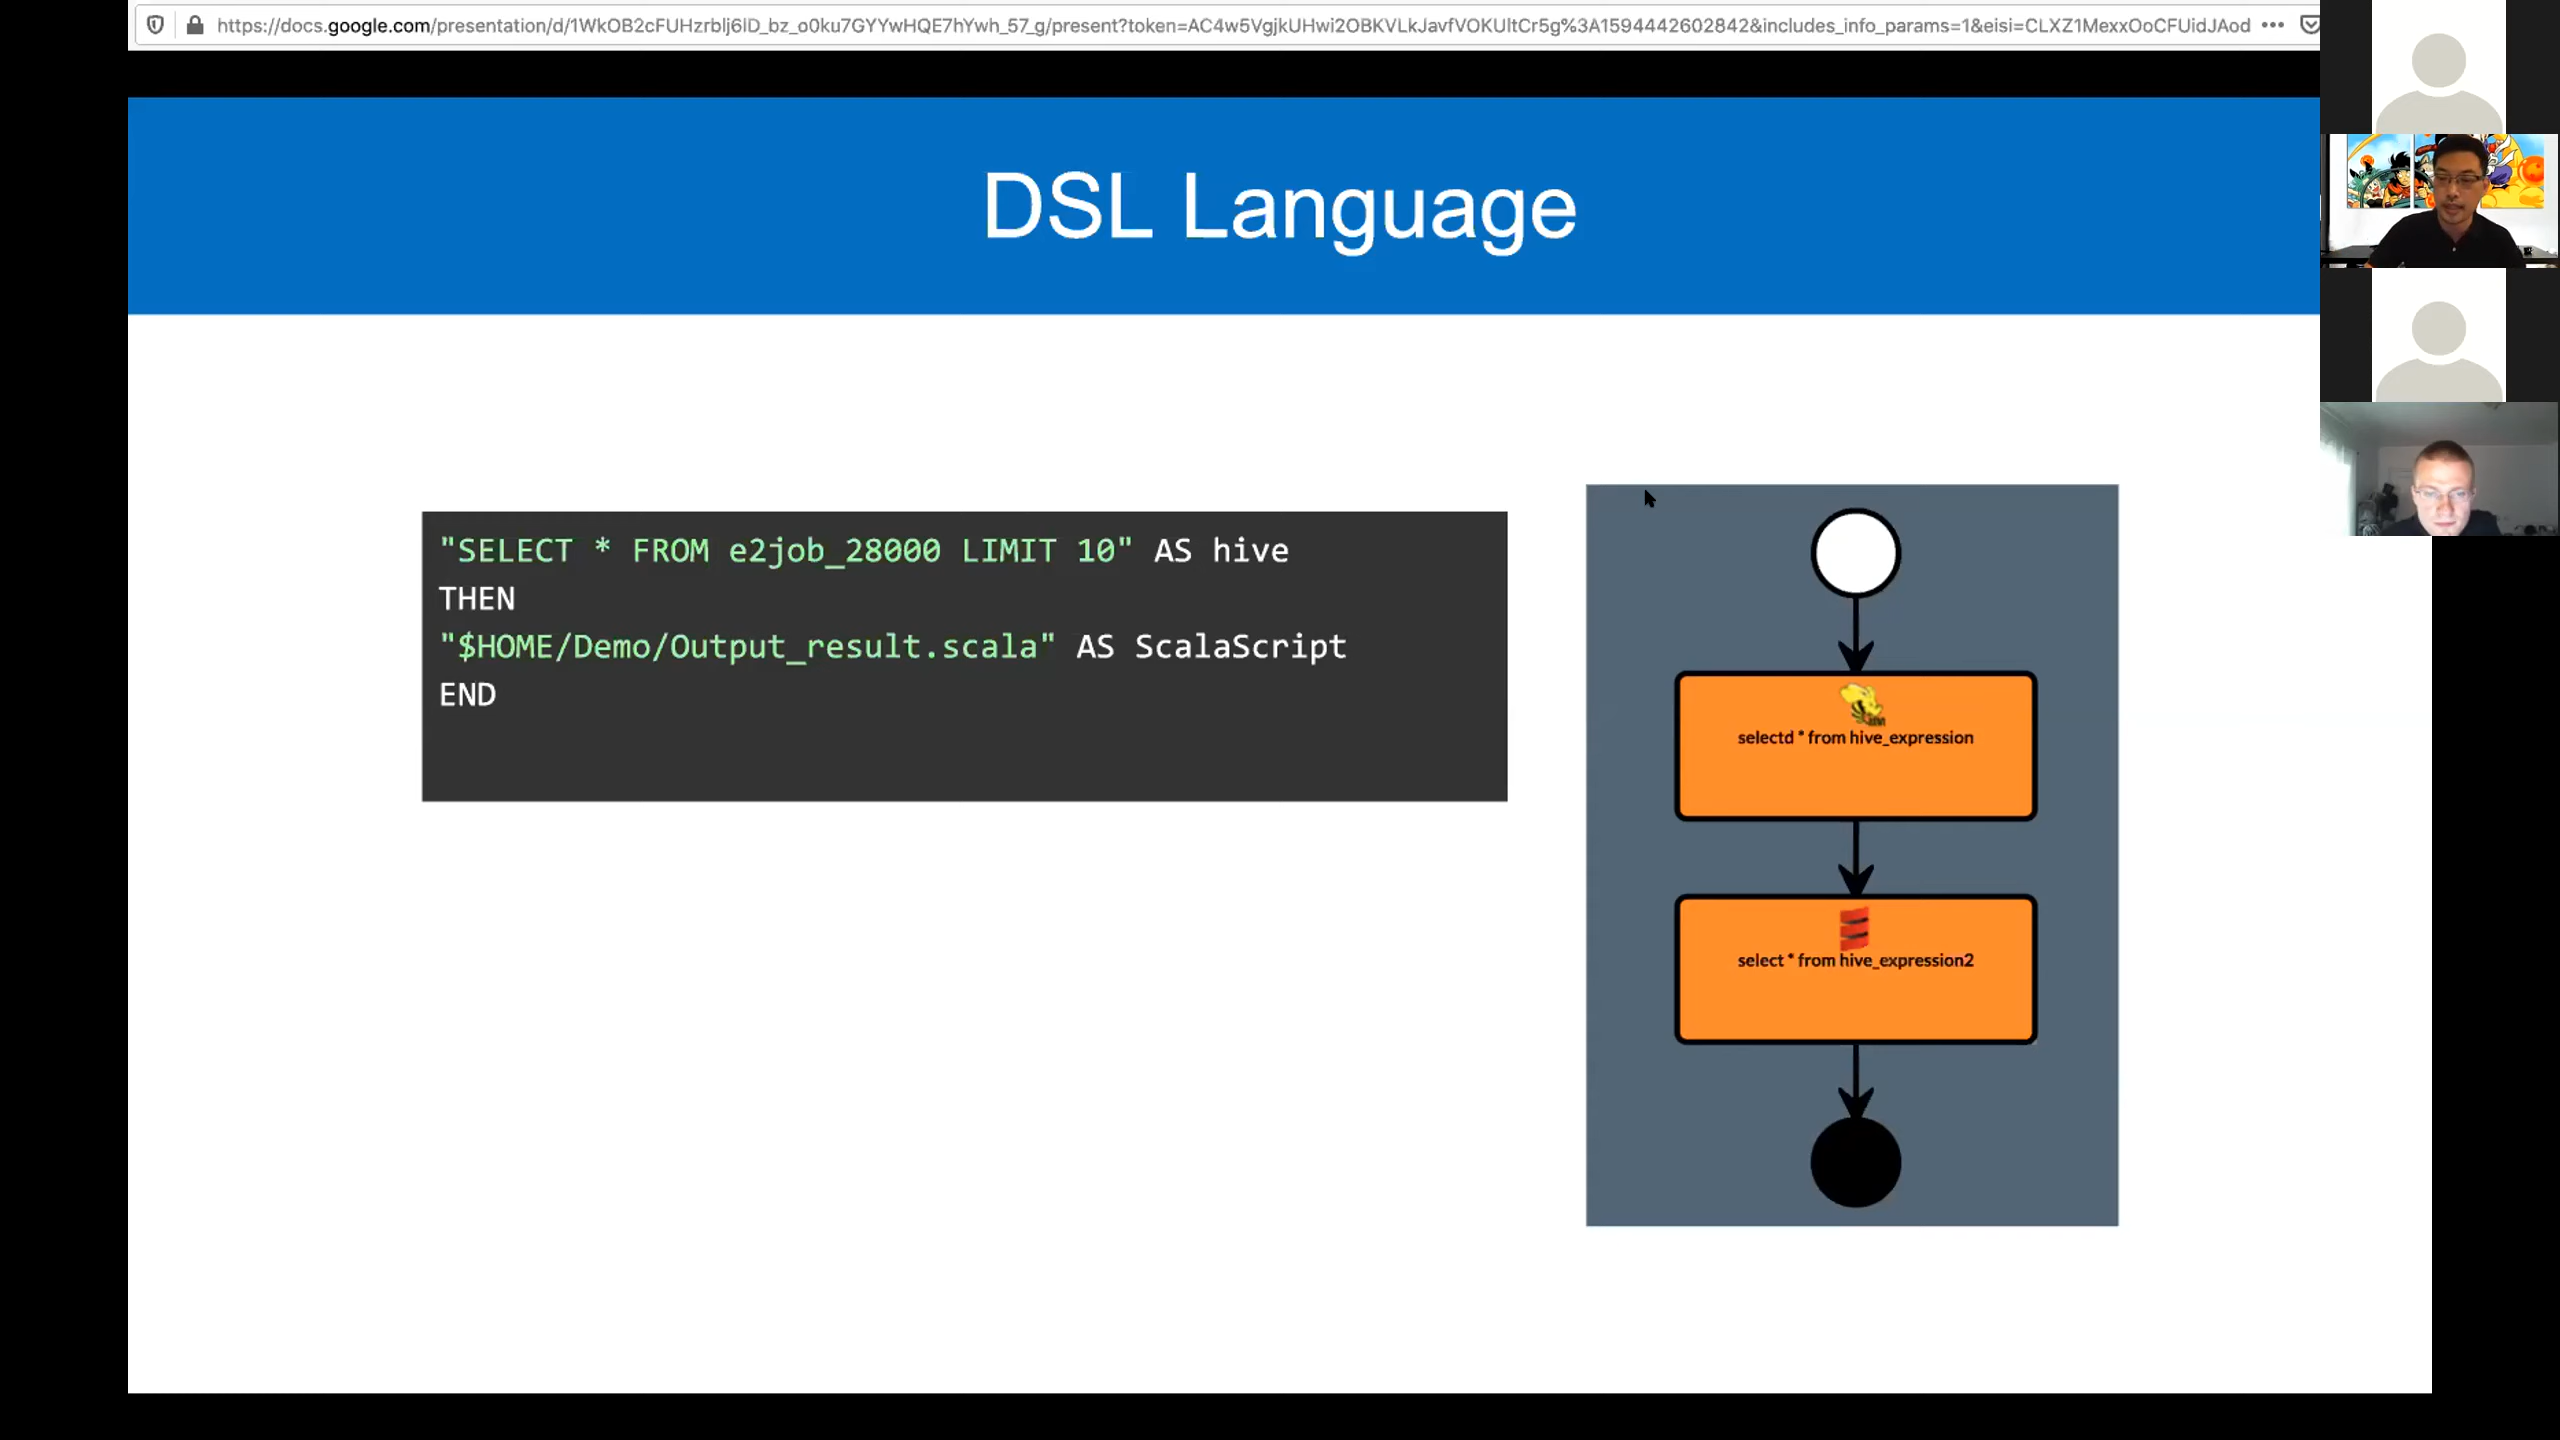 https://docs.google.com/presentation/d/1WkOB2cFUHzrblj6lD_bz_o0ku7GYYwHQE7hYwh_57_g/present?token=AC4w5VgjkUHwi2OBKVLkJavfVOKUltCr5g%3A1594442602842&includes_info_params=1&eisi=CLXZ1MexxOoCFUidJAod
DSL Language
"SELECT * FROM e2job_28000 LIMIT 10" AS hive
THEN
"$HOME/Demo/Output_result.scala" AS ScalaScript
END
selectd * from hive_expression
select * from hive_expression2